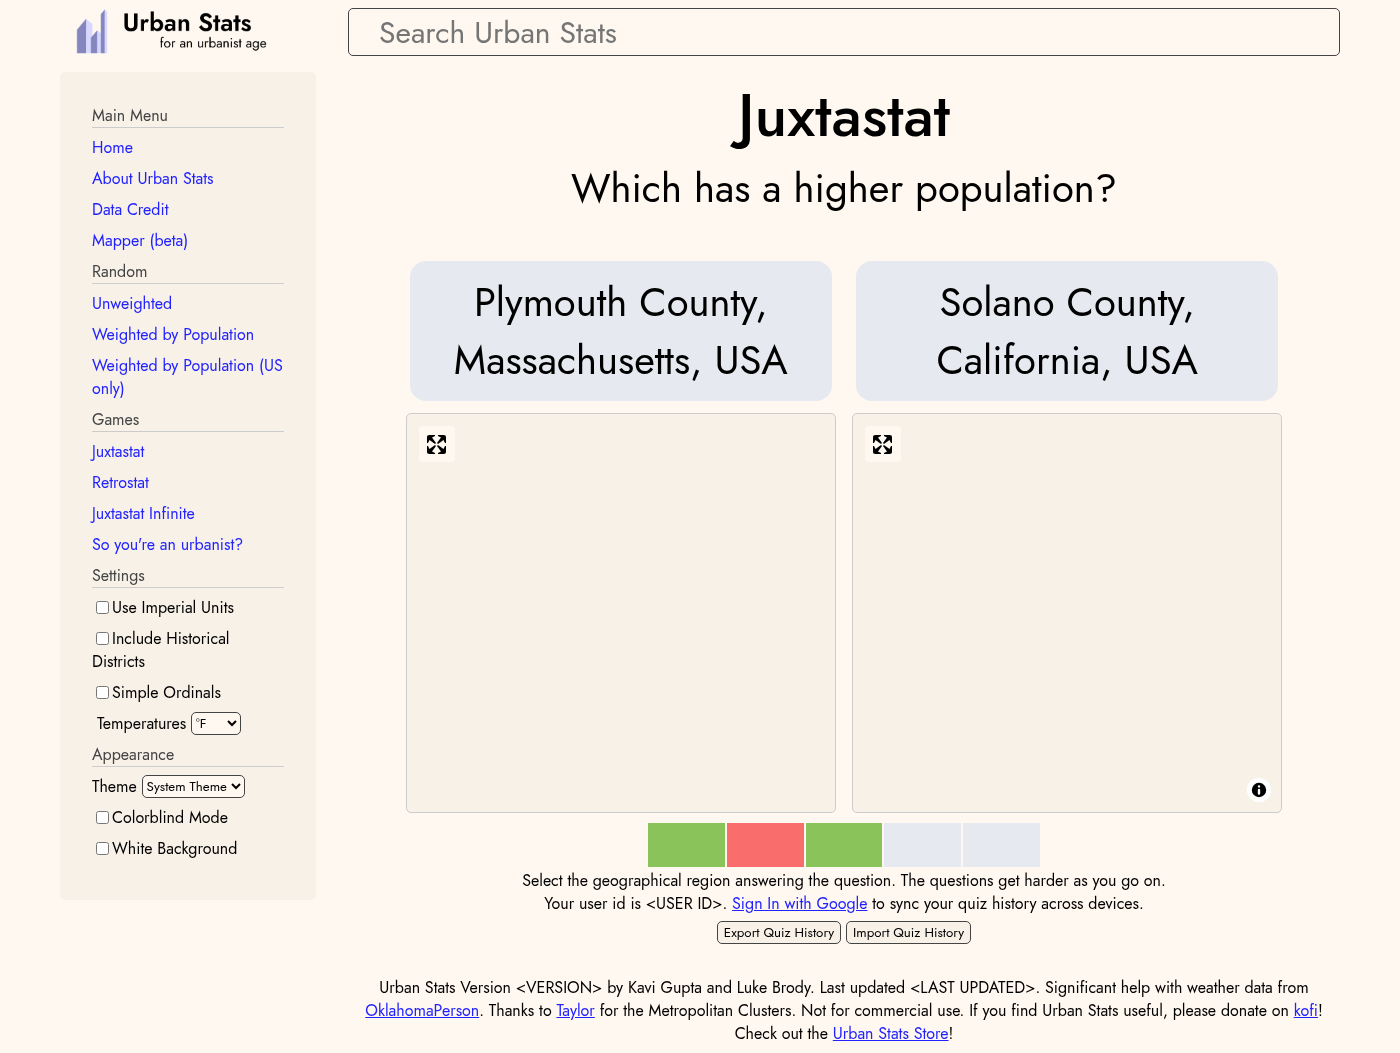 Urban Stats
for an urbanist age
Search Urban Stats
Main Menu
Home
About Urban Stats
Data Credit
Mapper (beta)
Random
Unweighted
Weighted by Population
Weighted by Population (US
only)
Games
Juxtastat
Retrostat
Juxtastat Infinite
So you're an urbanist?
Settings
Use Imperial Units
Include Historical
Districts
Simple Ordinals
Temperatures °F
Appearance
Theme System Theme
Colorblind Mode
White Background
Juxtastat
Which has a higher population?
Plymouth County,
Massachusetts, USA
Solano County,
California, USA
Select the geographical region answering the question. The questions get harder as you go on.
Your user id is <USER ID>. Sign In with Google to sync your quiz history across devices.
Export Quiz History Import Quiz History
Urban Stats Version <VERSION> by Kavi Gupta and Luke Brody. Last updated <LAST UPDATED>. Significant help with weather data from
OklahomaPerson. Thanks to Taylor for the Metropolitan Clusters. Not for commercial use. If you find Urban Stats useful, please donate on kofi!
Check out the Urban Stats Store!